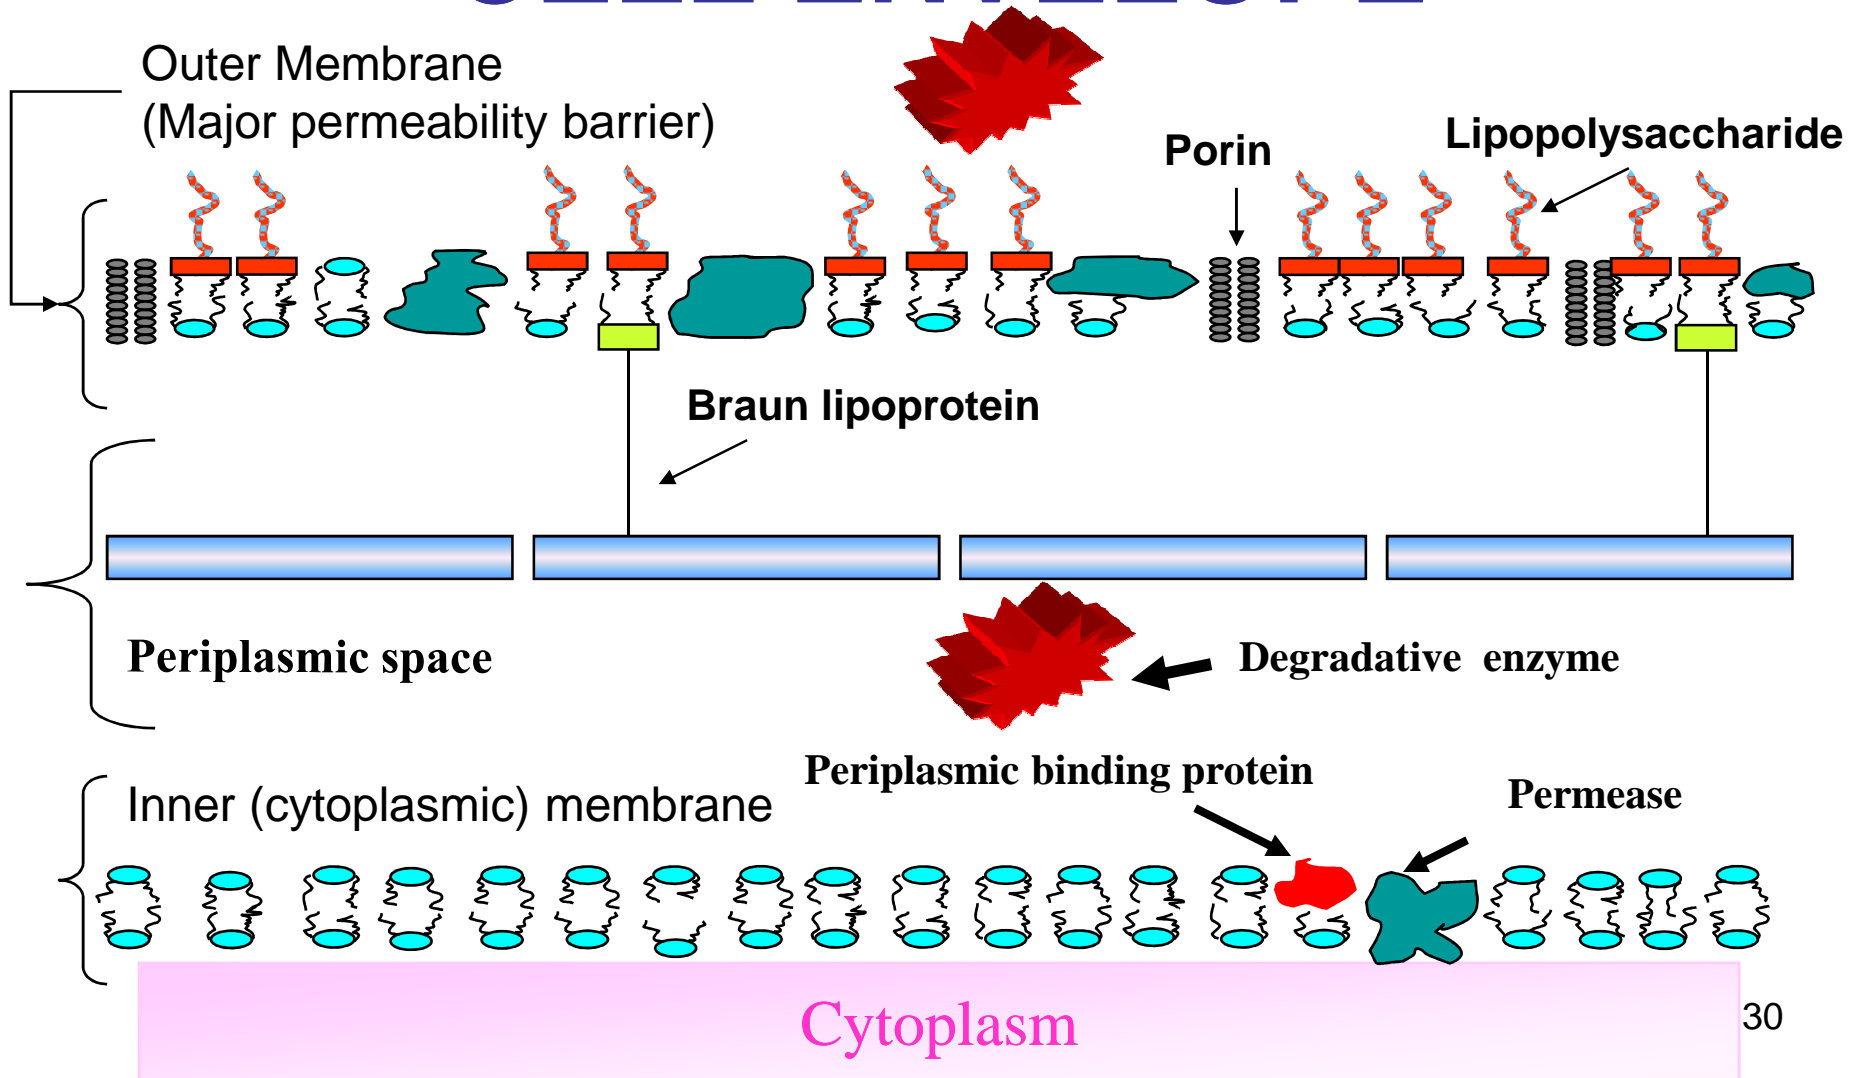 Outer Membrane
(Major permeability barrier)
Porin
Lipopolysaccharide
Braun lipoprotein
Periplasmic space
Degradative enzyme
Periplasmic binding protein
Permease
Inner (cytoplasmic) membrane
Cytoplasm
30